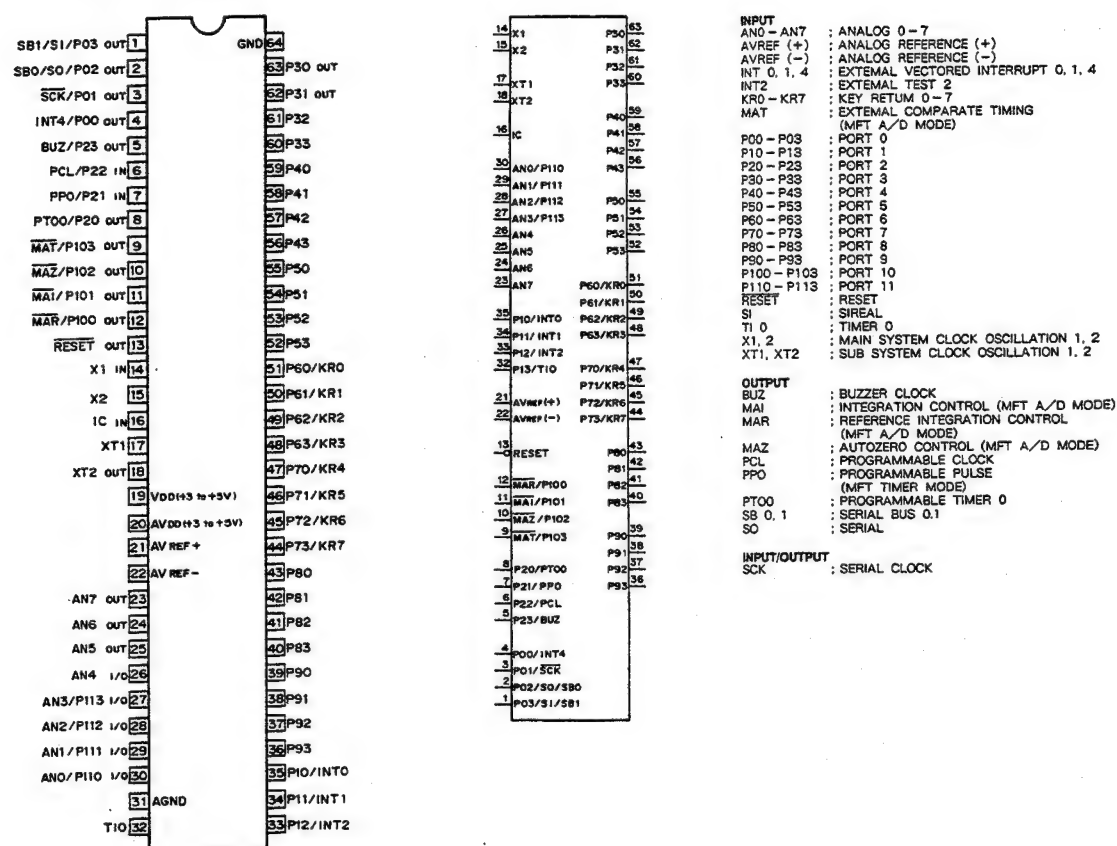 SB1/SI/P03 OUT 1
SB0/SO/P02 OUT 2
SCK/P01 OUT 3
INT4/P00 OUT 4
BUZ/P23 OUT 5
PCL/P22 IN 6
PPO/P21 IN 7
PTO0/P20 OUT 8
MAT/P103 OUT 9
MAZ/P102 OUT 10
MAI/P101 OUT 11
MAR/P100 OUT 12
RESET OUT 13
X1 IN 14
X2 15
IC IN 16
XT1 17
XT2 OUT 18
19 VDD(+3 to +5V)
20 AVDD(+3 to +5V)
21 AV REF+
22 AV REF-
AN7 OUT 23
AN6 OUT 24
AN5 OUT 25
AN4 I/O 26
AN3/P113 I/O 27
AN2/P112 I/O 28
AN1/P111 I/O 29
AN0/P110 I/O 30
31 AGND
TIO 32
GND 64
63 P30 OUT
62 P31 OUT
61 P32
60 P33
59 P40
58 P41
57 P42
56 P43
55 P50
54 P51
53 P52
52 P53
51 P60/KR0
50 P61/KR1
49 P62/KR2
48 P63/KR3
47 P70/KR4
46 P71/KR5
45 P72/KR6
44 P73/KR7
43 P80
42 P81
41 P82
40 P83
39 P90
38 P91
37 P92
36 P93
35 P10/INT0
34 P11/INT1
33 P12/INT2
14 X1
15 X2
17 XT1
18 XT2
16 IC
30 AN0/P110
29 AN1/P111
28 AN2/P112
27 AN3/P113
26 AN4
25 AN5
24 AN6
23 AN7
35 P10/INT0
34 P11/INT1
33 P12/INT2
32 P13/TIO
21 AVREF(+)
22 AVREF(-)
13 RESET
12 MAR/P100
11 MAI/P101
10 MAZ/P102
9 MAT/P103
8 P20/PTO0
7 P21/PPO
6 P22/PCL
5 P23/BUZ
4 P00/INT4
3 P01/SCK
2 P02/SO/SB0
1 P03/SI/SB1
P30 63
P31 62
P32 61
P33 60
P40 59
P41 58
P42 57
P43 56
P50 55
P51 54
P52 53
P53 52
P60/KR0 51
P61/KR1 50
P62/KR2 49
P63/KR3 48
P70/KR4 47
P71/KR5 46
P72/KR6 45
P73/KR7 44
P80 43
P81 42
P82 41
P83 40
P90 39
P91 38
P92 37
P93 36
INPUT
AN0-AN7 : ANALOG 0-7
AVREF (+) : ANALOG REFERENCE (+)
AVREF (-) : ANALOG REFERENCE (-)
INT 0, 1, 4 : EXTEMAL VECTORED INTERRUPT 0, 1, 4
INT2 : EXTEMAL TEST 2
KR0-KR7 : KEY RETUM 0-7
MAT : EXTEMAL COMPARATE TIMING
(MFT A/D MODE)
P00-P03 : PORT 0
P10-P13 : PORT 1
P20-P23 : PORT 2
P30-P33 : PORT 3
P40-P43 : PORT 4
P50-P53 : PORT 5
P60-P63 : PORT 6
P70-P73 : PORT 7
P80-P83 : PORT 8
P90-P93 : PORT 9
P100-P103 : PORT 10
P110-P113 : PORT 11
RESET : RESET
SI : SIREAL
TI 0 : TIMER 0
X1, 2 : MAIN SYSTEM CLOCK OSCILLATION 1, 2
XT1, XT2 : SUB SYSTEM CLOCK OSCILLATION 1, 2
OUTPUT
BUZ : BUZZER CLOCK
MAI : INTEGRATION CONTROL (MFT A/D MODE)
MAR : REFERENCE INTEGRATION CONTROL
(MFT A/D MODE)
MAZ : AUTOZERO CONTROL (MFT A/D MODE)
PCL : PROGRAMMABLE CLOCK
PPO : PROGRAMMABLE PULSE
(MFT TIMER MODE)
PTO0 : PROGRAMMABLE TIMER 0
SB 0, 1 : SERIAL BUS 0.1
SO : SERIAL
INPUT/OUTPUT
SCK : SERIAL CLOCK